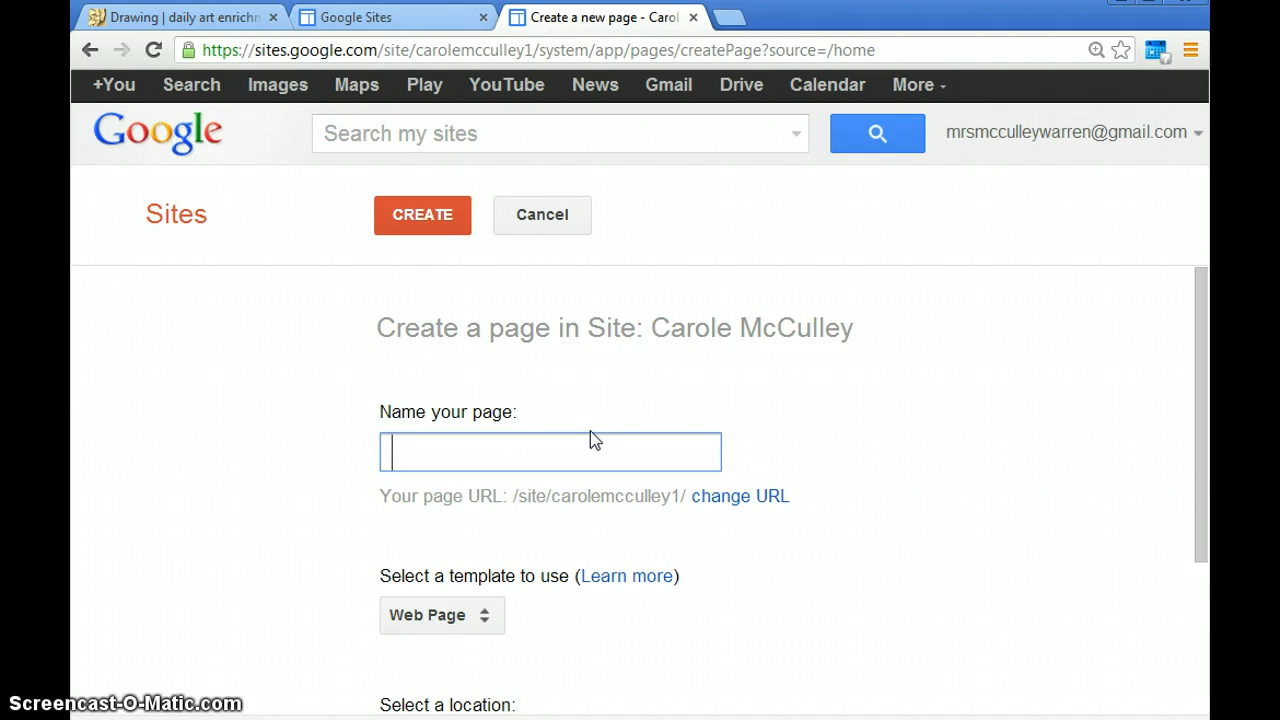 Drawing | daily art enrichn
Google Sites
Create a new page - Carol
https://sites.google.com/site/carolemcculley1/system/app/pages/createPage?source=/home
+You Search Images Maps Play YouTube News Gmail Drive Calendar More
Google
Search my sites
mrsmcculleywarren@gmail.com
Sites
CREATE
Cancel
Create a page in Site: Carole McCulley
Name your page:
Your page URL: /site/carolemcculley1/ change URL
Select a template to use (Learn more)
Web Page
Select a location:
Screencast-O-Matic.com